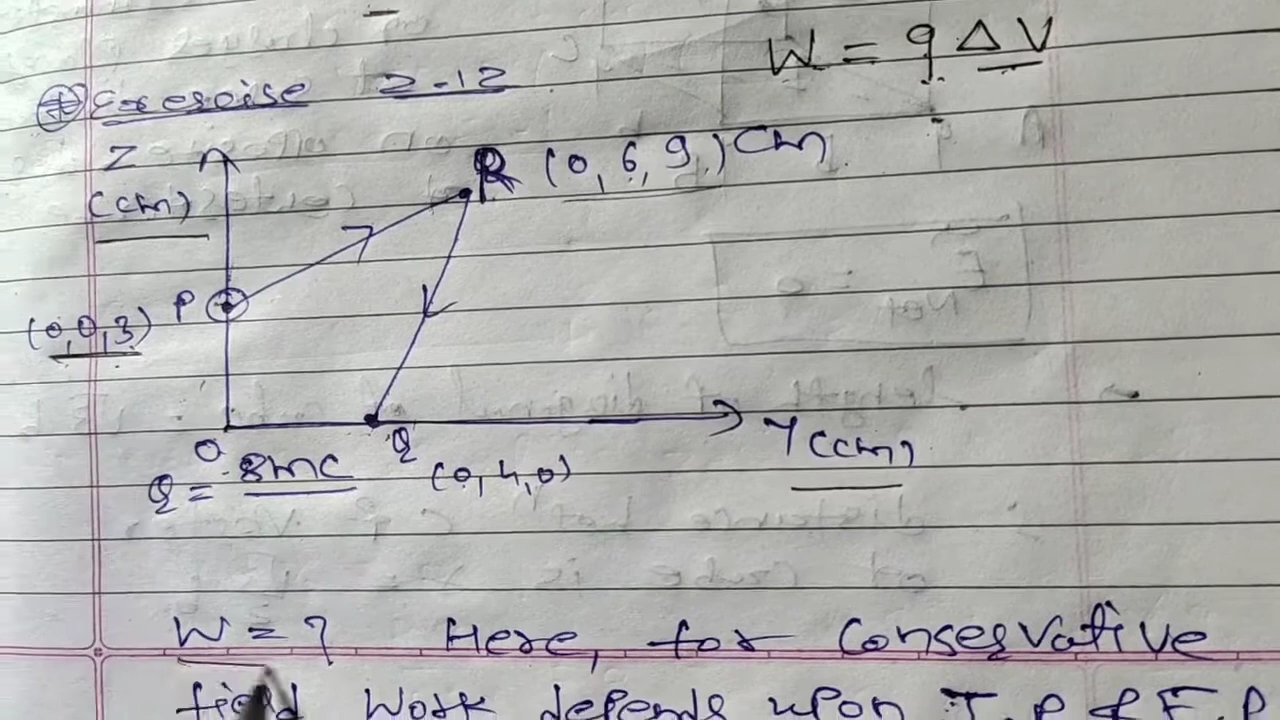 W = q ΔV
Exercise 2.12
Z
(cm)
R (0, 6, 9) cm
P
(0,0,3)
O
Q
Y (cm)
Q = 8mC
(0, 4, 0)
W = ? Here, for conservative
field work depends upon I.P & F.P